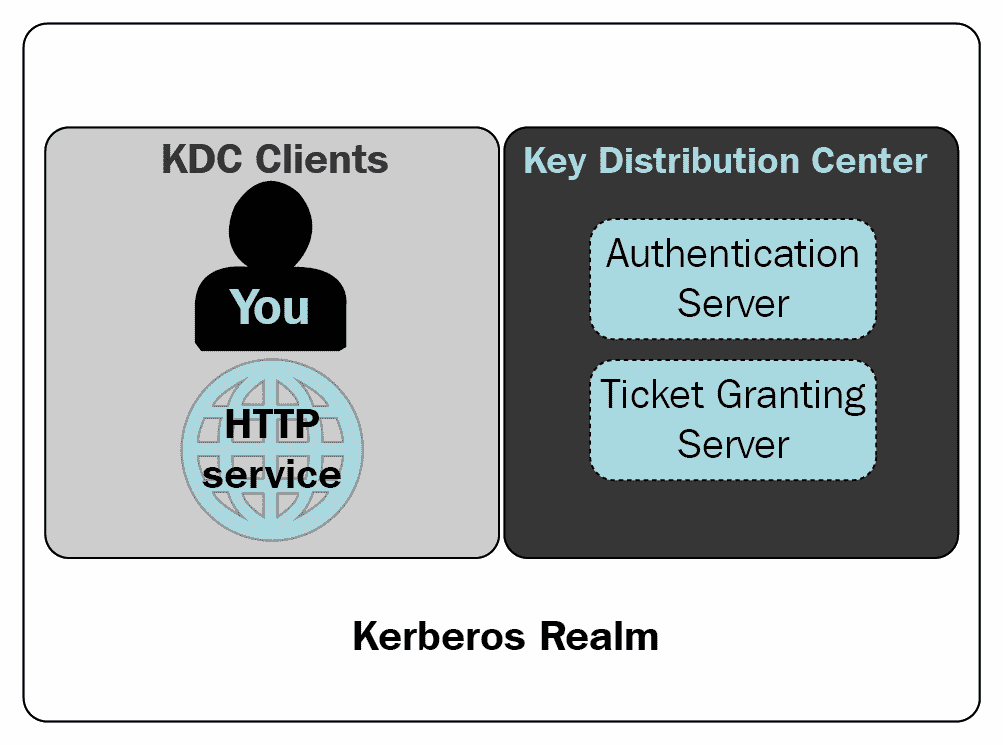 KDC Clients
You
HTTP
service
Key Distribution Center
Authentication
Server
Ticket Granting
Server
Kerberos Realm